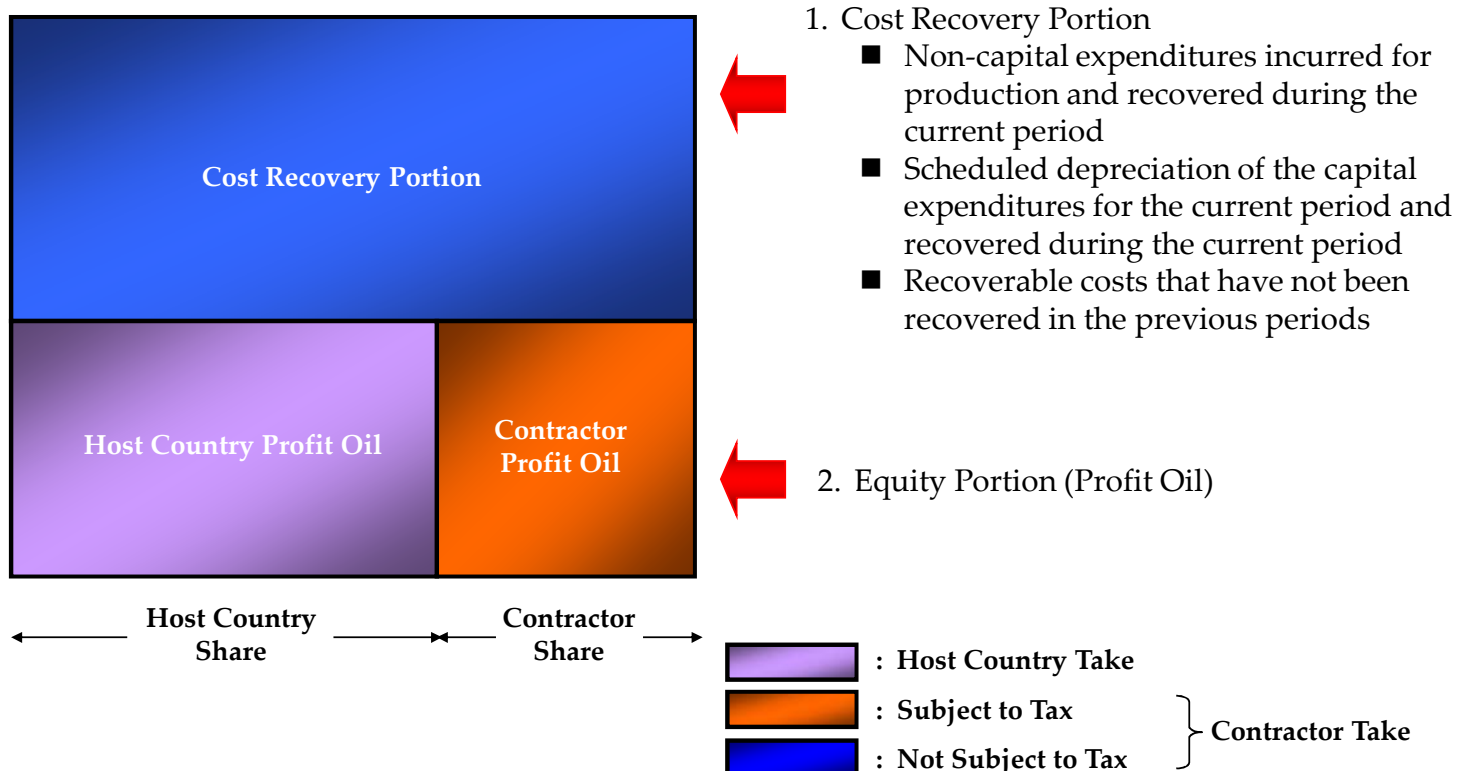 1. Cost Recovery Portion
■ Non-capital expenditures incurred for
production and recovered during the
current period
■ Scheduled depreciation of the capital
expenditures for the current period and
recovered during the current period
■ Recoverable costs that have not been
recovered in the previous periods
Cost Recovery Portion
Host Country Profit Oil
Contractor
Profit Oil
2. Equity Portion (Profit Oil)
Host Country
Share
Contractor
Share
: Host Country Take
: Subject to Tax
: Not Subject to Tax
Contractor Take